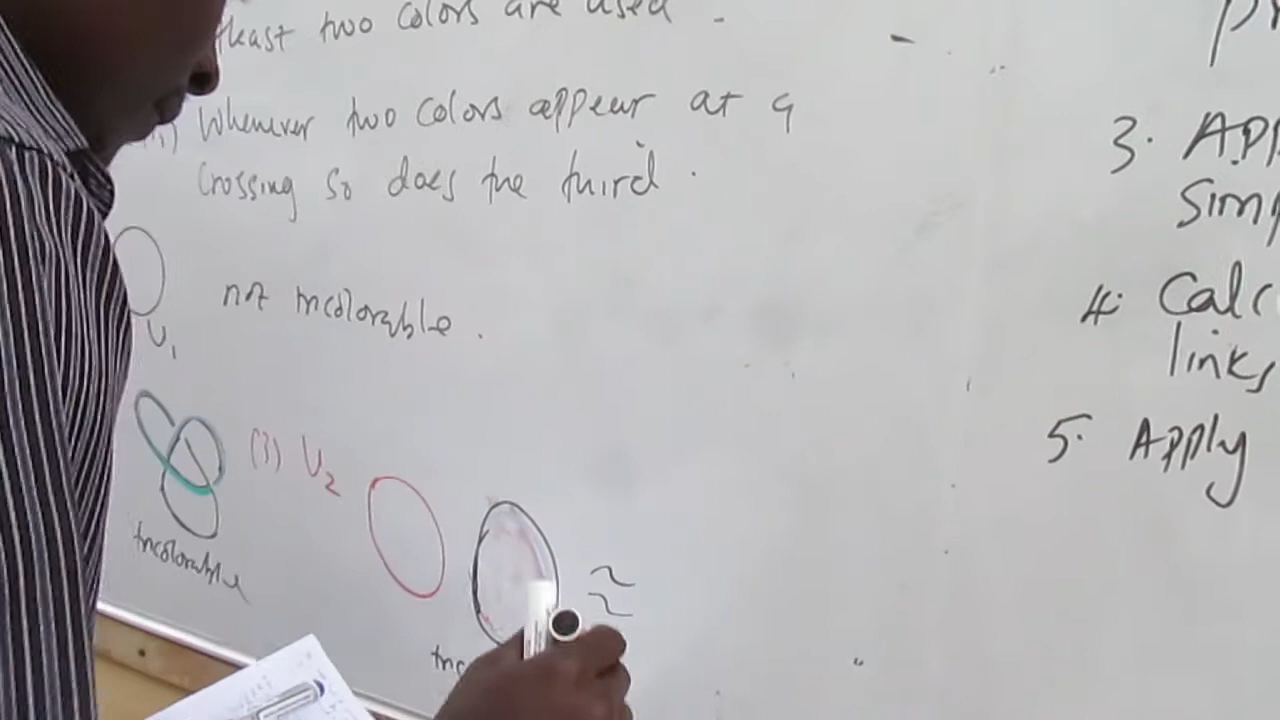 least two colors are used .
Whenever two colors appear at a
crossing so does the third .
not tricolorable .
U1
(3) U2
tricolorable
≈
3. App
Simp
4. Calc
links,
5. Apply